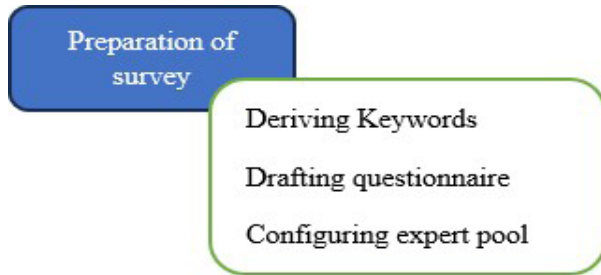 Preparation of
survey
Deriving Keywords
Drafting questionnaire
Configuring expert pool